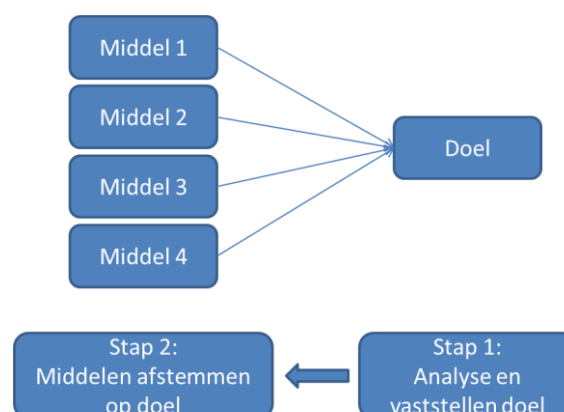 Middel 1
Middel 2
Middel 3
Middel 4
Doel
Stap 2:
Middelen afstemmen
op doel
Stap 1:
Analyse en
vaststellen doel